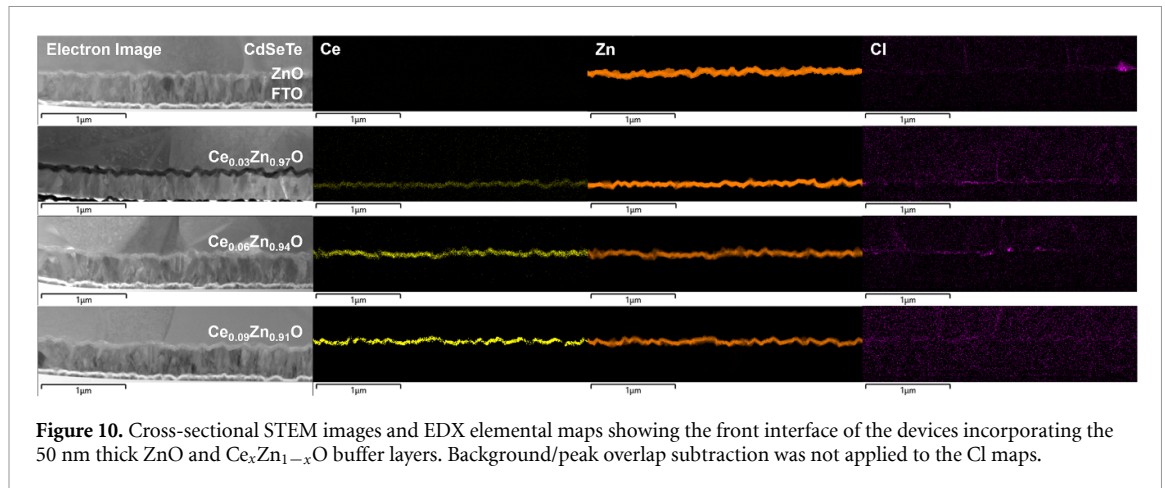 Electron Image CdSeTe Ce Zn Cl
ZnO
FTO
1µm 1µm 1µm 1µm
Ce₀.₀₃Zn₀.₉₇O
1µm 1µm 1µm 1µm
Ce₀.₀₆Zn₀.₉₄O
1µm 1µm 1µm 1µm
Ce₀.₀₉Zn₀.₉₁O
1µm 1µm 1µm 1µm
Figure 10. Cross-sectional STEM images and EDX elemental maps showing the front interface of the devices incorporating the
50 nm thick ZnO and CeₓZn₁₋ₓO buffer layers. Background/peak overlap subtraction was not applied to the Cl maps.